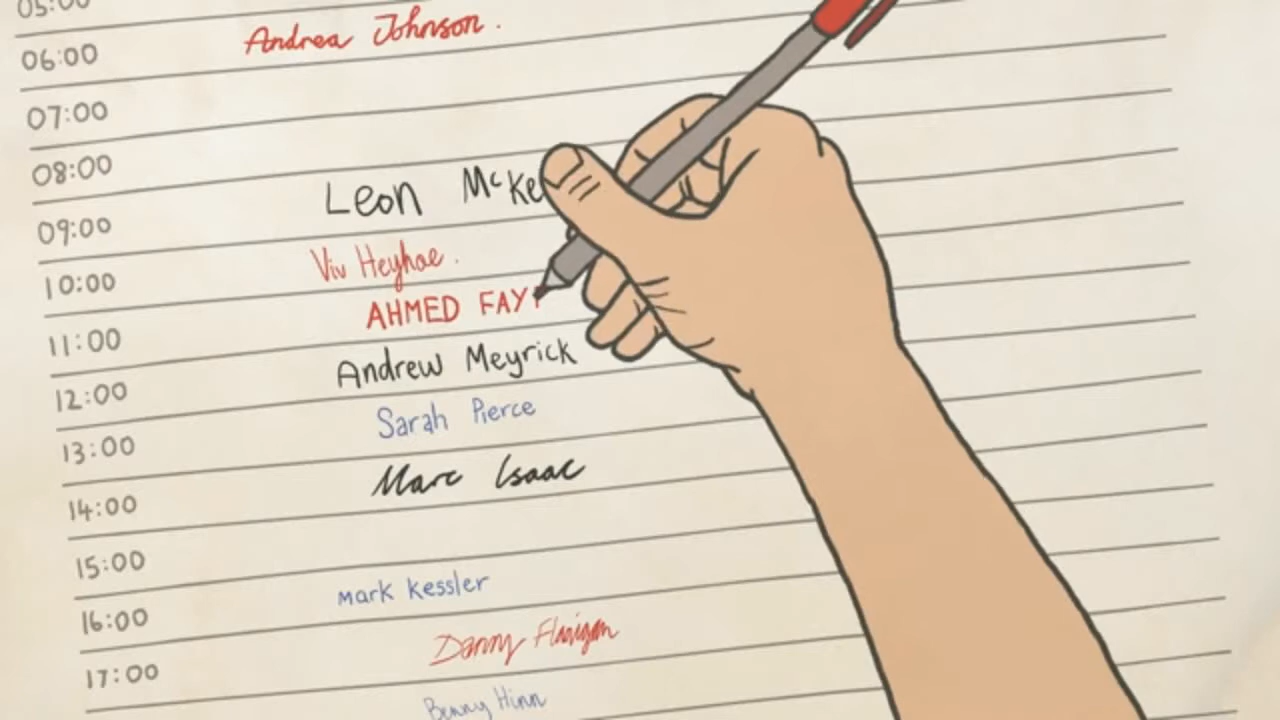 05:00
06:00 Andrea Johnson.
07:00
08:00
09:00 Leon McKe
10:00 Viv Heyhoe.
11:00 AHMED FAY
12:00 Andrew Meyrick
13:00 Sarah Pierce
14:00 Marc Isaac
15:00
16:00 mark kessler
17:00 Danny Flanigan
Benny Hinn